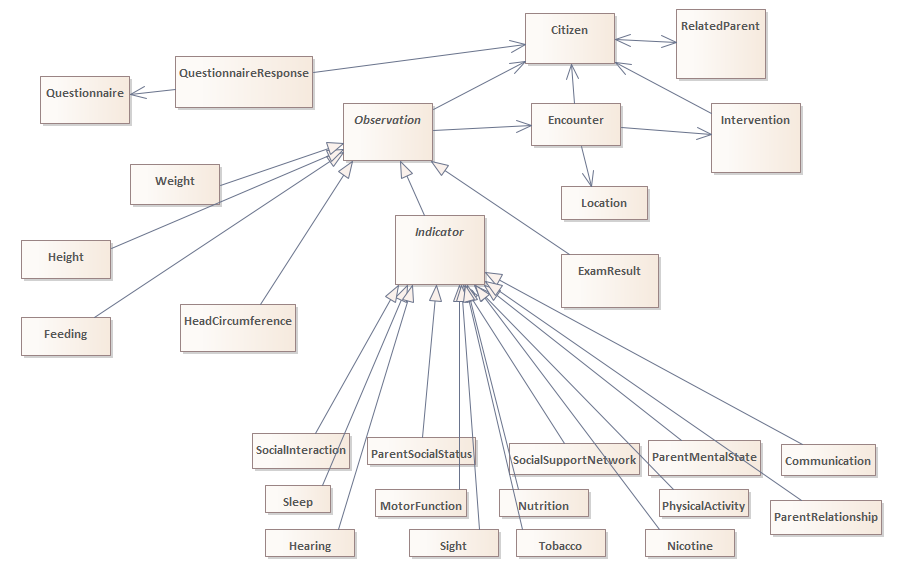 Citizen
RelatedParent
QuestionnaireResponse
Questionnaire
Observation
Encounter
Intervention
Weight
Location
Indicator
Height
ExamResult
HeadCircumference
Feeding
SocialInteraction
ParentSocialStatus
SocialSupportNetwork
ParentMentalState
Communication
Sleep
MotorFunction
Nutrition
PhysicalActivity
ParentRelationship
Hearing
Sight
Tobacco
Nicotine